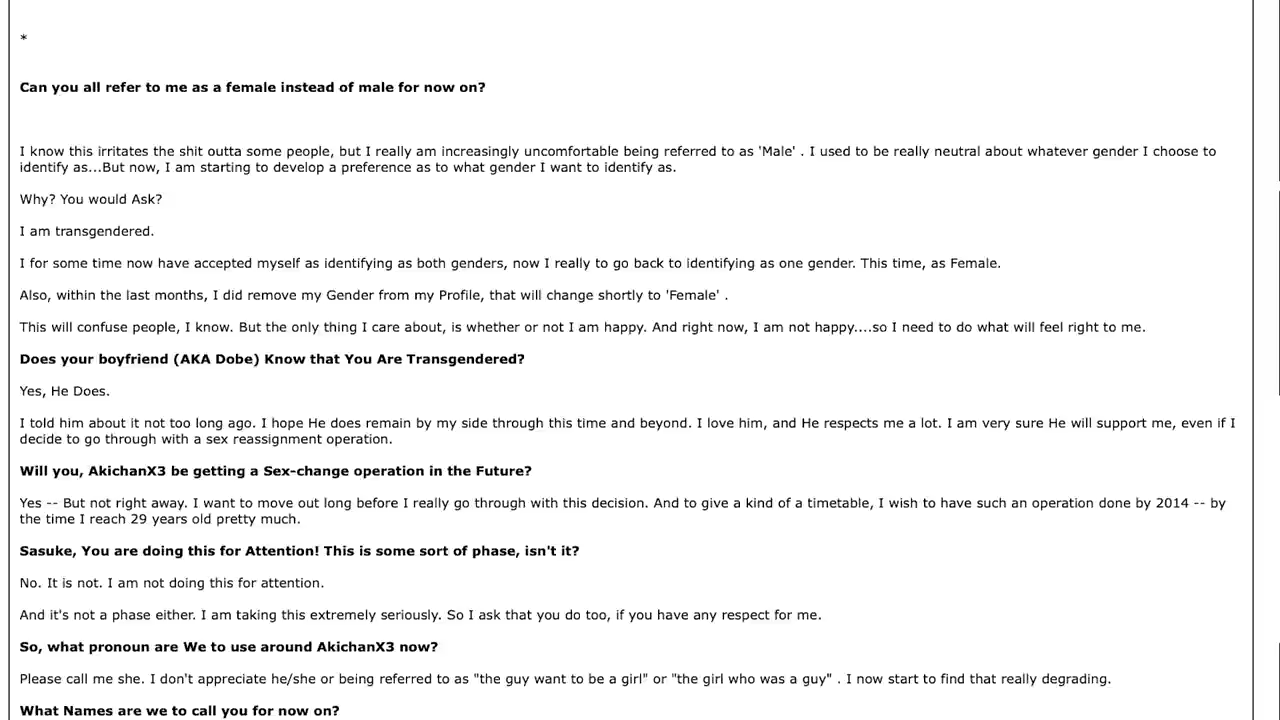 *
Can you all refer to me as a female instead of male for now on?
I know this irritates the shit outta some people, but I really am increasingly uncomfortable being referred to as 'Male' . I used to be really neutral about whatever gender I choose to
identify as...But now, I am starting to develop a preference as to what gender I want to identify as.
Why? You would Ask?
I am transgendered.
I for some time now have accepted myself as identifying as both genders, now I really to go back to identifying as one gender. This time, as Female.
Also, within the last months, I did remove my Gender from my Profile, that will change shortly to 'Female' .
This will confuse people, I know. But the only thing I care about, is whether or not I am happy. And right now, I am not happy....so I need to do what will feel right to me.
Does your boyfriend (AKA Dobe) Know that You Are Transgendered?
Yes, He Does.
I told him about it not too long ago. I hope He does remain by my side through this time and beyond. I love him, and He respects me a lot. I am very sure He will support me, even if I
decide to go through with a sex reassignment operation.
Will you, AkichanX3 be getting a Sex-change operation in the Future?
Yes -- But not right away. I want to move out long before I really go through with this decision. And to give a kind of a timetable, I wish to have such an operation done by 2014 -- by
the time I reach 29 years old pretty much.
Sasuke, You are doing this for Attention! This is some sort of phase, isn't it?
No. It is not. I am not doing this for attention.
And it's not a phase either. I am taking this extremely seriously. So I ask that you do too, if you have any respect for me.
So, what pronoun are We to use around AkichanX3 now?
Please call me she. I don't appreciate he/she or being referred to as "the guy want to be a girl" or "the girl who was a guy" . I now start to find that really degrading.
What Names are we to call you for now on?